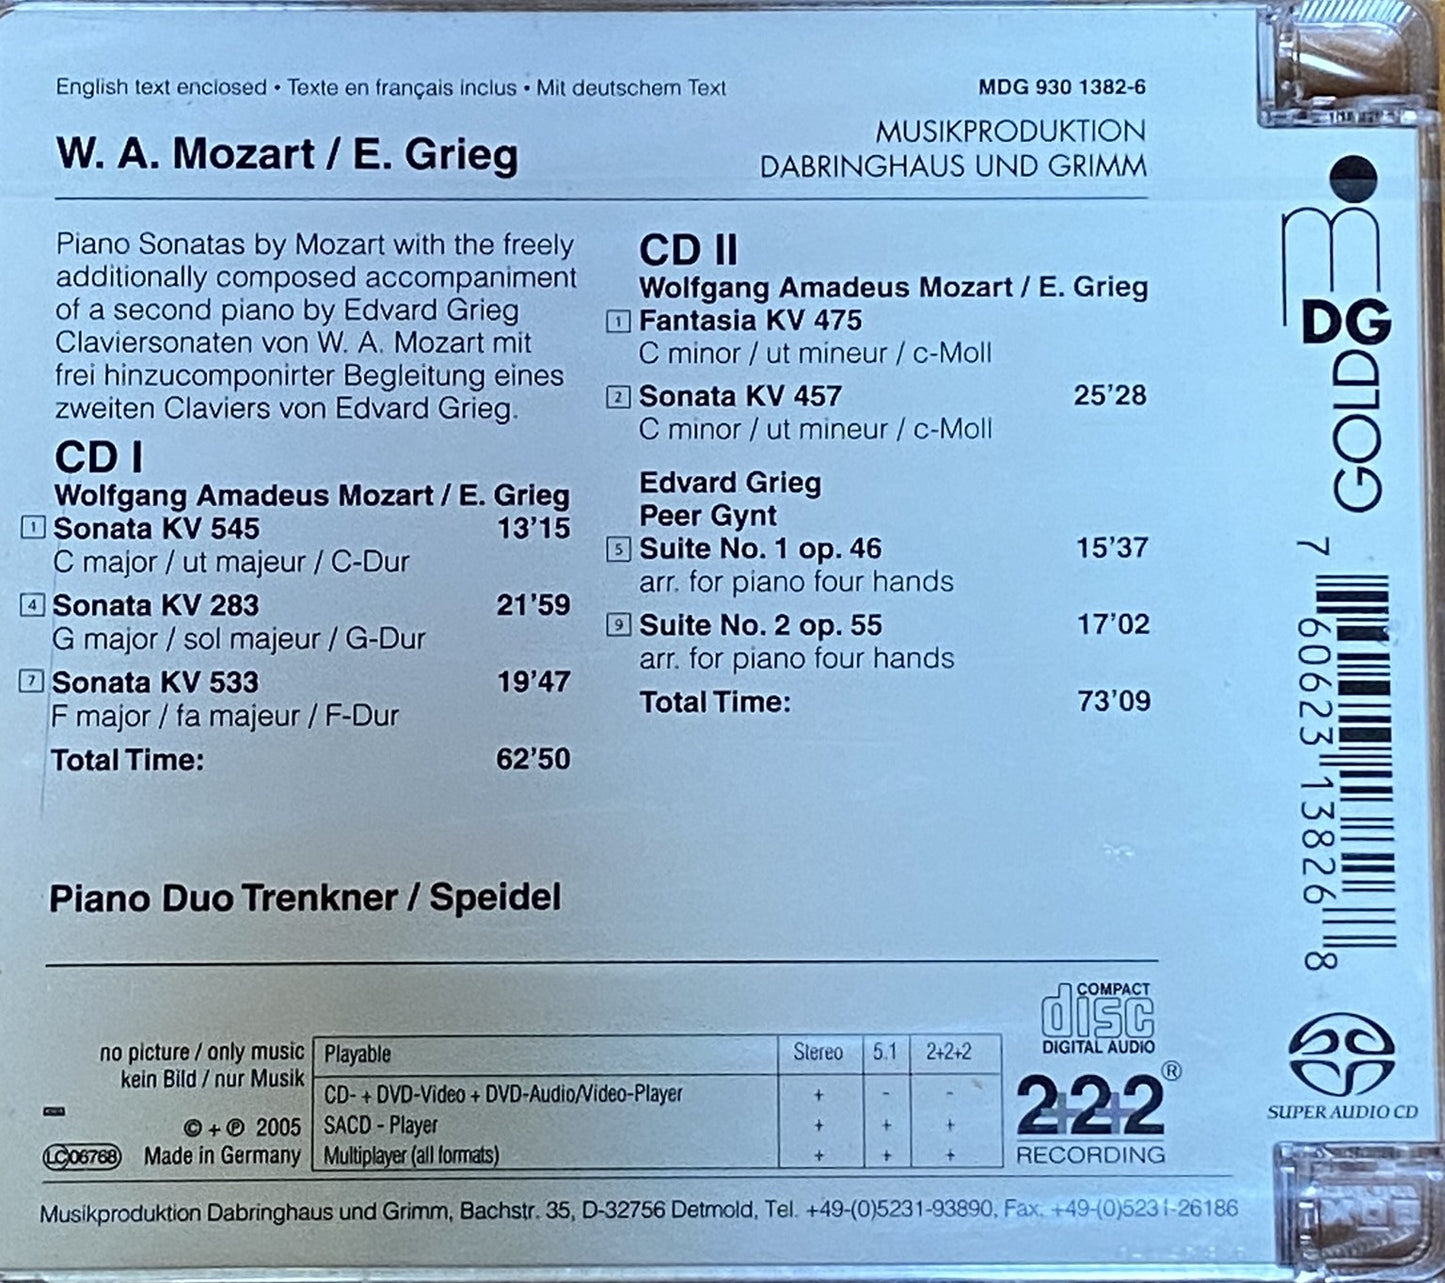 English text enclosed • Texte en français inclus • Mit deutschem Text
MDG 930 1382-6
MUSIKPRODUKTION
DABRINGHAUS UND GRIMM
W. A. Mozart / E. Grieg
Piano Sonatas by Mozart with the freely
additionally composed accompaniment
of a second piano by Edvard Grieg
Claviersonaten von W. A. Mozart mit
frei hinzucomponirter Begleitung eines
zweiten Claviers von Edvard Grieg.
CD I
Wolfgang Amadeus Mozart / E. Grieg
1 Sonata KV 545 13'15
C major / ut majeur / C-Dur
4 Sonata KV 283 21'59
G major / sol majeur / G-Dur
7 Sonata KV 533 19'47
F major / fa majeur / F-Dur
Total Time: 62'50
CD II
Wolfgang Amadeus Mozart / E. Grieg
1 Fantasia KV 475
C minor / ut mineur / c-Moll
2 Sonata KV 457 25'28
C minor / ut mineur / c-Moll
Edvard Grieg
Peer Gynt
5 Suite No. 1 op. 46 15'37
arr. for piano four hands
9 Suite No. 2 op. 55 17'02
arr. for piano four hands
Total Time: 73'09
Piano Duo Trenkner / Speidel
no picture / only music
kein Bild / nur Musik
© + ℗ 2005
LC 06768 Made in Germany
Playable Stereo 5.1 2+2+2
CD- + DVD-Video + DVD-Audio/Video-Player + - -
SACD - Player + + +
Multiplayer (all formats) + + +
COMPACT
disc
DIGITAL AUDIO
2+2+2®
RECORDING
Musikproduktion Dabringhaus und Grimm, Bachstr. 35, D-32756 Detmold, Tel. +49-(0)5231-93890, Fax: +49-(0)5231-26186
MDG
GOLD
7 60623 13826 8
SUPER AUDIO CD